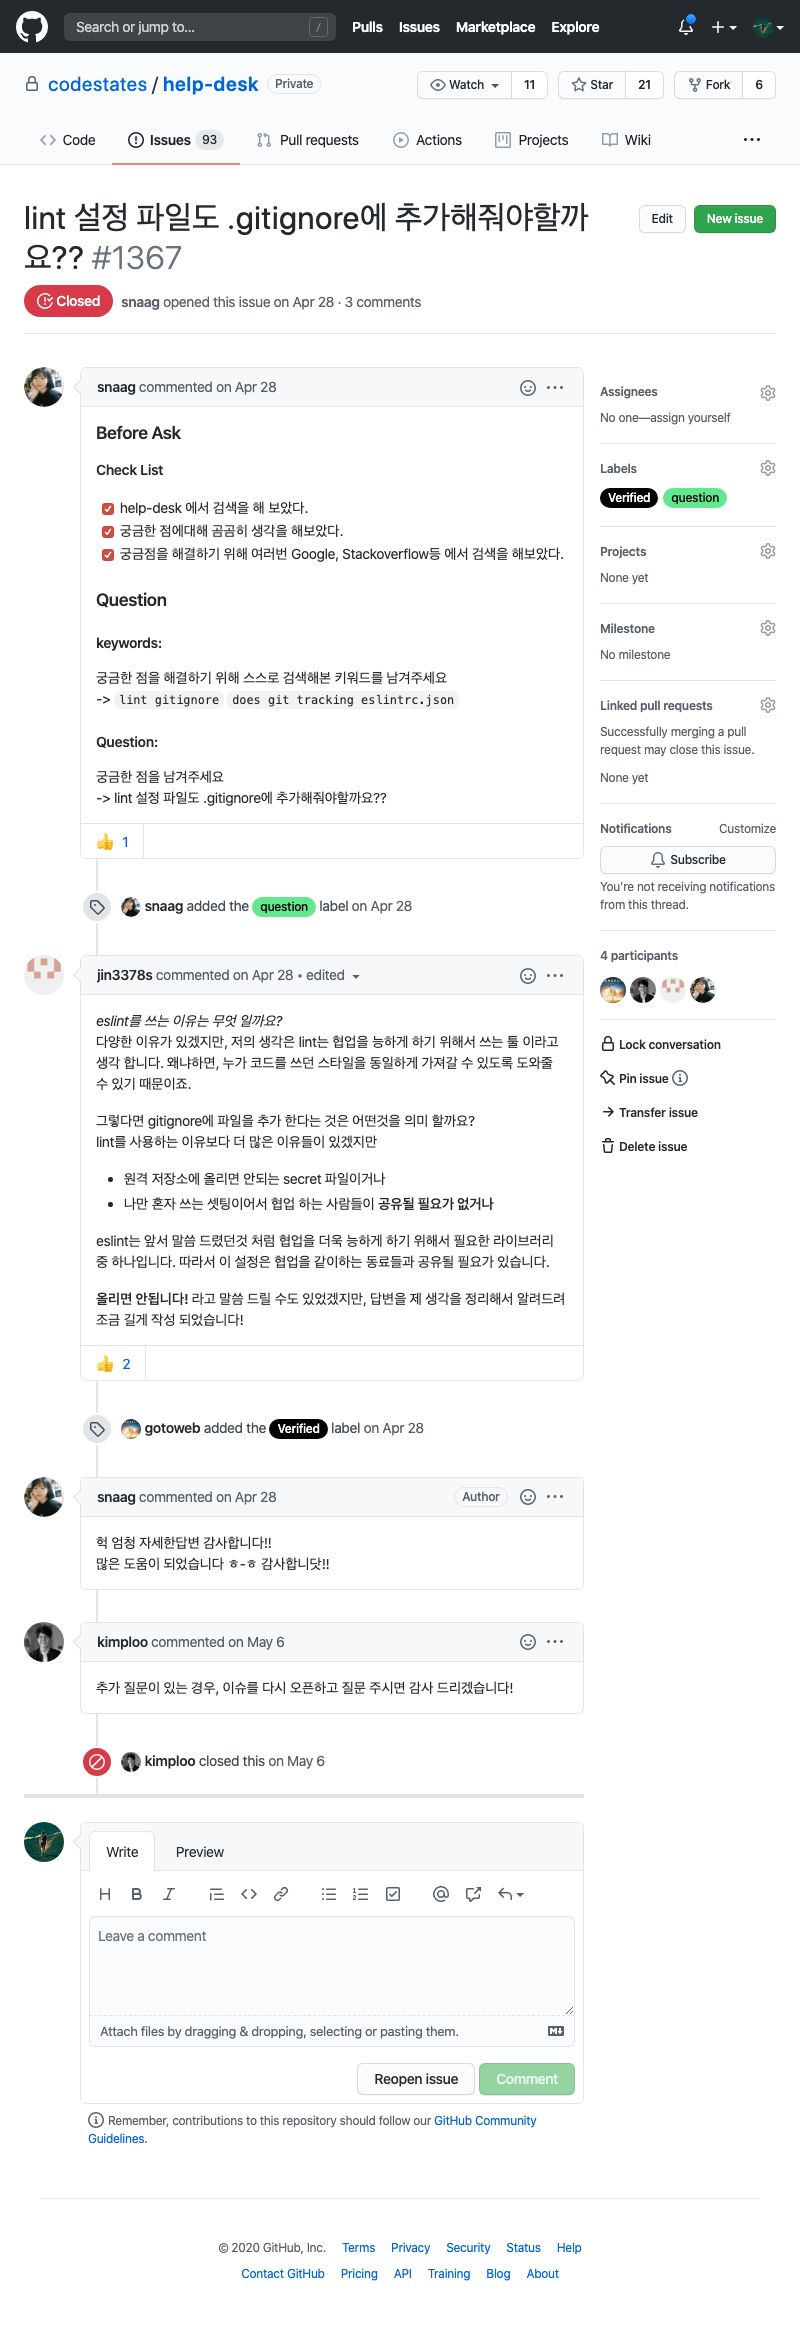 Search or jump to... /
Pulls Issues Marketplace Explore
codestates / help-desk Private
Watch 11 Star 21 Fork 6
Code Issues 93 Pull requests Actions Projects Wiki ...
lint 설정 파일도 .gitignore에 추가해줘야할까
요?? #1367
Edit New issue
Closed snaag opened this issue on Apr 28 · 3 comments
snaag commented on Apr 28
Before Ask
Check List
help-desk 에서 검색을 해 보았다.
궁금한 점에대해 곰곰히 생각을 해보았다.
궁금점을 해결하기 위해 여러번 Google, Stackoverflow등 에서 검색을 해보았다.
Question
keywords:
궁금한 점을 해결하기 위해 스스로 검색해본 키워드를 남겨주세요
-> lint gitignore does git tracking eslintrc.json
Question:
궁금한 점을 남겨주세요
-> lint 설정 파일도 .gitignore에 추가해줘야할까요??
👍 1
snaag added the question label on Apr 28
jin3378s commented on Apr 28 • edited
eslint를 쓰는 이유는 무엇 일까요?
다양한 이유가 있겠지만, 저의 생각은 lint는 협업을 능하게 하기 위해서 쓰는 툴 이라고
생각 합니다. 왜냐하면, 누가 코드를 쓰던 스타일을 동일하게 가져갈 수 있도록 도와줄
수 있기 때문이죠.
그렇다면 gitignore에 파일을 추가 한다는 것은 어떤것을 의미 할까요?
lint를 사용하는 이유보다 더 많은 이유들이 있겠지만
• 원격 저장소에 올리면 안되는 secret 파일이거나
• 나만 혼자 쓰는 셋팅이어서 협업 하는 사람들이 공유될 필요가 없거나
eslint는 앞서 말씀 드렸던것 처럼 협업을 더욱 능하게 하기 위해서 필요한 라이브러리
중 하나입니다. 따라서 이 설정은 협업을 같이하는 동료들과 공유될 필요가 있습니다.
올리면 안됩니다! 라고 말씀 드릴 수도 있었겠지만, 답변을 제 생각을 정리해서 알려드려
조금 길게 작성 되었습니다!
👍 2
gotoweb added the Verified label on Apr 28
snaag commented on Apr 28 Author
헉 엄청 자세한답변 감사합니다!!
많은 도움이 되었습니다 ㅎ-ㅎ 감사합니닷!!
kimploo commented on May 6
추가 질문이 있는 경우, 이슈를 다시 오픈하고 질문 주시면 감사 드리겠습니다!
kimploo closed this on May 6
Write Preview
Leave a comment
Attach files by dragging & dropping, selecting or pasting them.
Reopen issue Comment
Remember, contributions to this repository should follow our GitHub Community
Guidelines.
Assignees
No one—assign yourself
Labels
Verified question
Projects
None yet
Milestone
No milestone
Linked pull requests
Successfully merging a pull
request may close this issue.
None yet
Notifications Customize
Subscribe
You're not receiving notifications
from this thread.
4 participants
Lock conversation
Pin issue
Transfer issue
Delete issue
© 2020 GitHub, Inc. Terms Privacy Security Status Help
Contact GitHub Pricing API Training Blog About